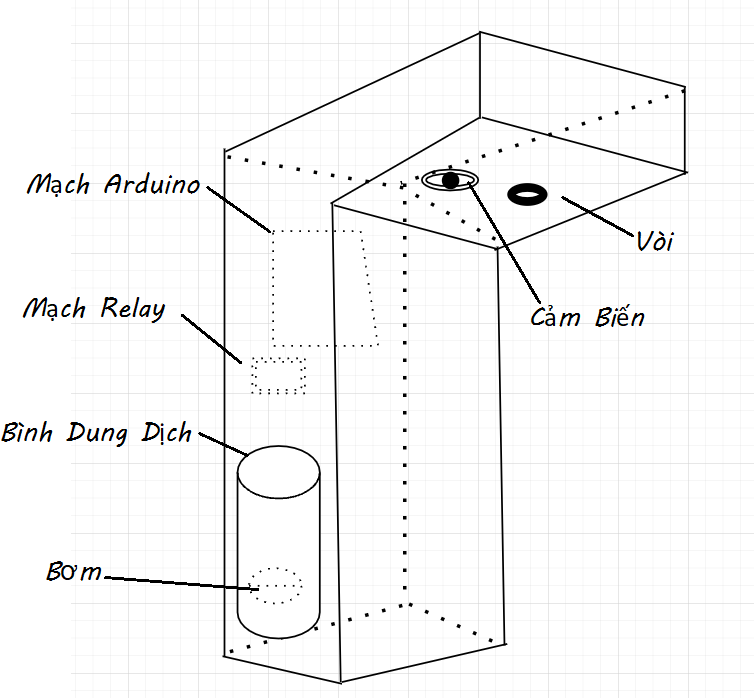 Mạch Arduino
Vòi
Mạch Relay
Cảm Biến
Bình Dung Dịch
Bơm